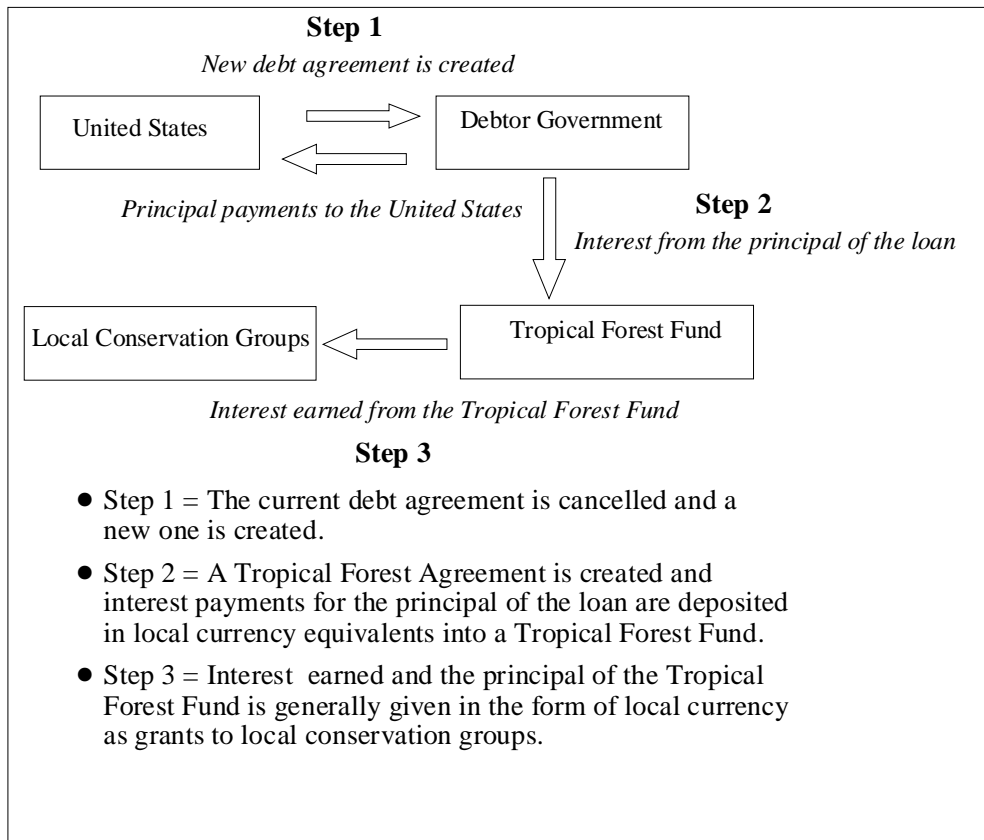 Step 1
New debt agreement is created
United States
Debtor Government
Principal payments to the United States
Step 2
Interest from the principal of the loan
Local Conservation Groups
Tropical Forest Fund
Interest earned from the Tropical Forest Fund
Step 3
● Step 1 = The current debt agreement is cancelled and a
new one is created.
● Step 2 = A Tropical Forest Agreement is created and
interest payments for the principal of the loan are deposited
in local currency equivalents into a Tropical Forest Fund.
● Step 3 = Interest earned and the principal of the Tropical
Forest Fund is generally given in the form of local currency
as grants to local conservation groups.